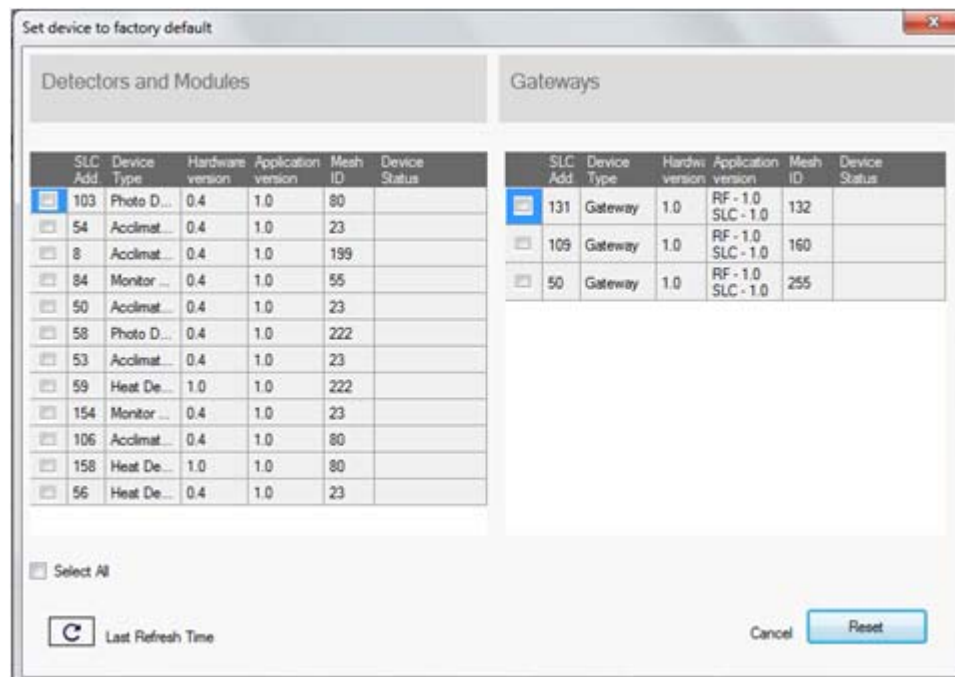 Set device to factory default
Detectors and Modules
SLC Add. Device Type Hardware version Application version Mesh ID Device Status
103 Photo D... 0.4 1.0 80
54 Acclimat... 0.4 1.0 23
8 Acclimat... 0.4 1.0 199
84 Monitor ... 0.4 1.0 55
50 Acclimat... 0.4 1.0 23
58 Photo D... 0.4 1.0 222
53 Acclimat... 0.4 1.0 23
59 Heat De... 1.0 1.0 222
154 Monitor ... 0.4 1.0 23
106 Acclimat... 0.4 1.0 80
158 Heat De... 1.0 1.0 80
56 Heat De... 0.4 1.0 23
Gateways
SLC Add. Device Type Hardwa version Application version Mesh ID Device Status
131 Gateway 1.0 RF - 1.0 SLC - 1.0 132
109 Gateway 1.0 RF - 1.0 SLC - 1.0 160
50 Gateway 1.0 RF - 1.0 SLC - 1.0 255
Select All
Last Refresh Time
Cancel
Reset